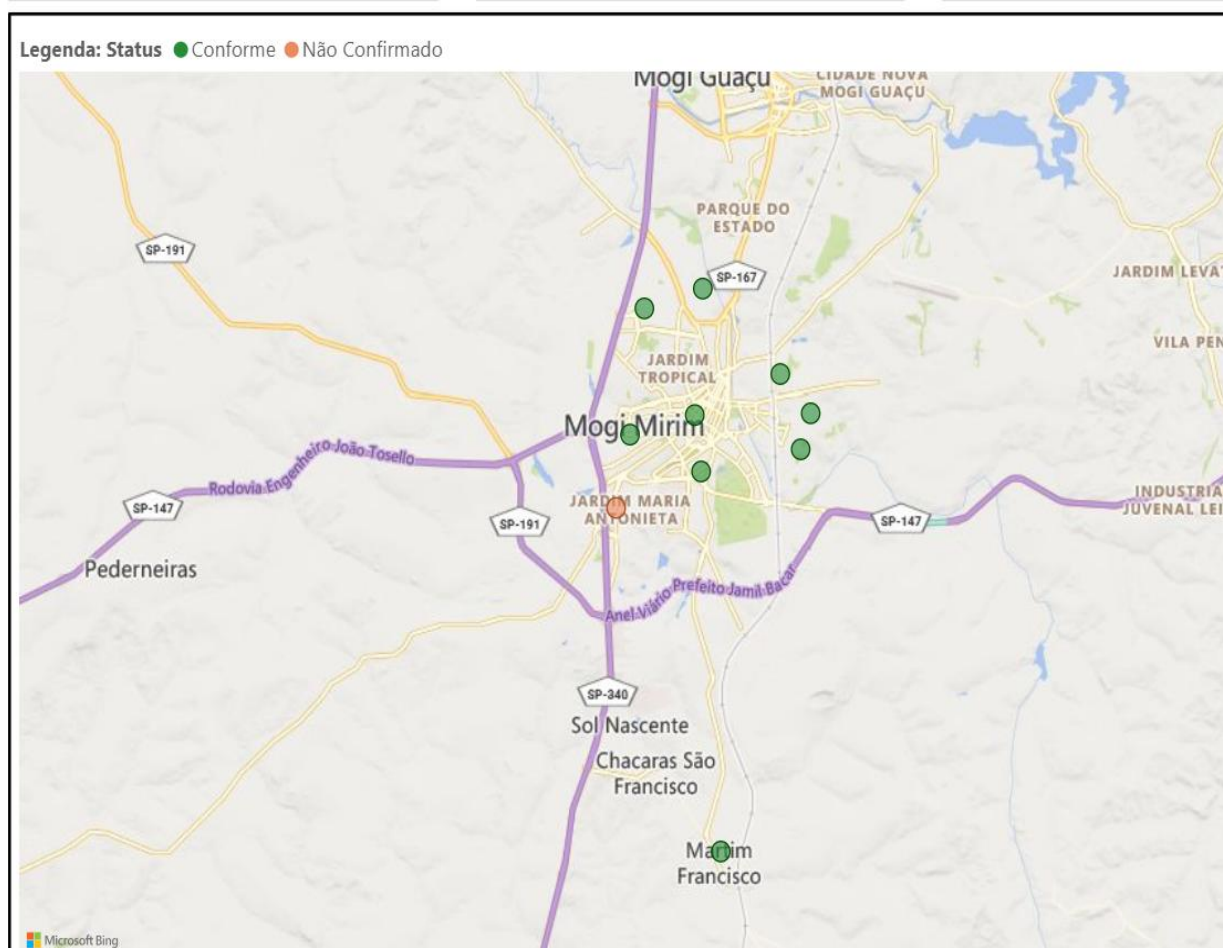 Legenda: Status Conforme Não Confirmado
Mogi Guaçu
CIDADE NOVA
MOGI GUAÇU
PARQUE DO
ESTADO
SP-191
SP-167
JARDIM LEVA
JARDIM
TROPICAL
VILA PEN
Mogi Mirim
Rodovia Engenheiro João Tosello
SP-147
JARDIM MARIA
ANTONIETA
SP-191
SP-147
INDUSTRIA
JUVENAL LEI
Pederneiras
Anel Viário Prefeito Jamil Bacar
SP-340
Sol Nascente
Chacaras São
Francisco
Martim
Francisco
Microsoft Bing